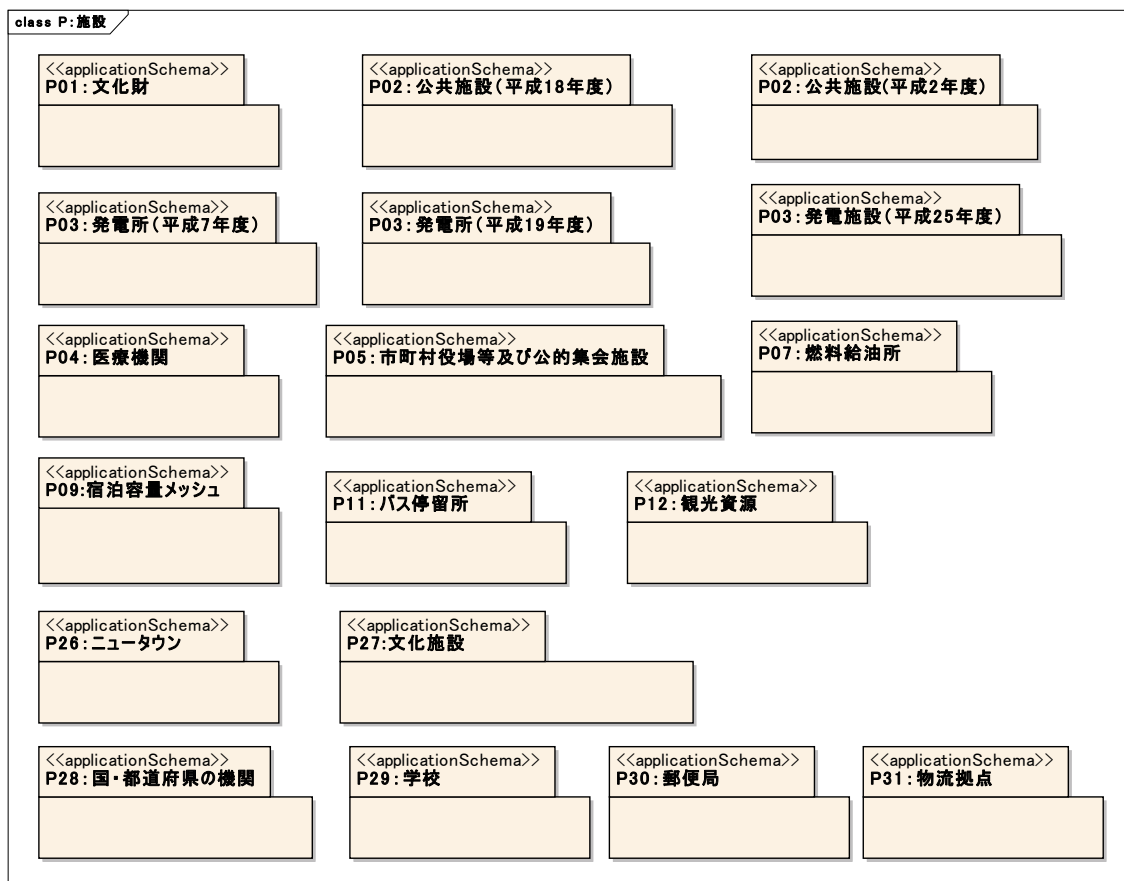 class P:施設
<<applicationSchema>>
P01：文化財
<<applicationSchema>>
P02：公共施設（平成18年度）
<<applicationSchema>>
P02：公共施設(平成2年度）
<<applicationSchema>>
P03：発電所（平成7年度）
<<applicationSchema>>
P03：発電所（平成19年度）
<<applicationSchema>>
P03：発電施設（平成25年度）
<<applicationSchema>>
P04：医療機関
<<applicationSchema>>
P05：市町村役場等及び公的集会施設
<<applicationSchema>>
P07：燃料給油所
<<applicationSchema>>
P09:宿泊容量メッシュ
<<applicationSchema>>
P11：バス停留所
<<applicationSchema>>
P12：観光資源
<<applicationSchema>>
P26：ニュータウン
<<applicationSchema>>
P27:文化施設
<<applicationSchema>>
P28：国・都道府県の機関
<<applicationSchema>>
P29：学校
<<applicationSchema>>
P30：郵便局
<<applicationSchema>>
P31：物流拠点